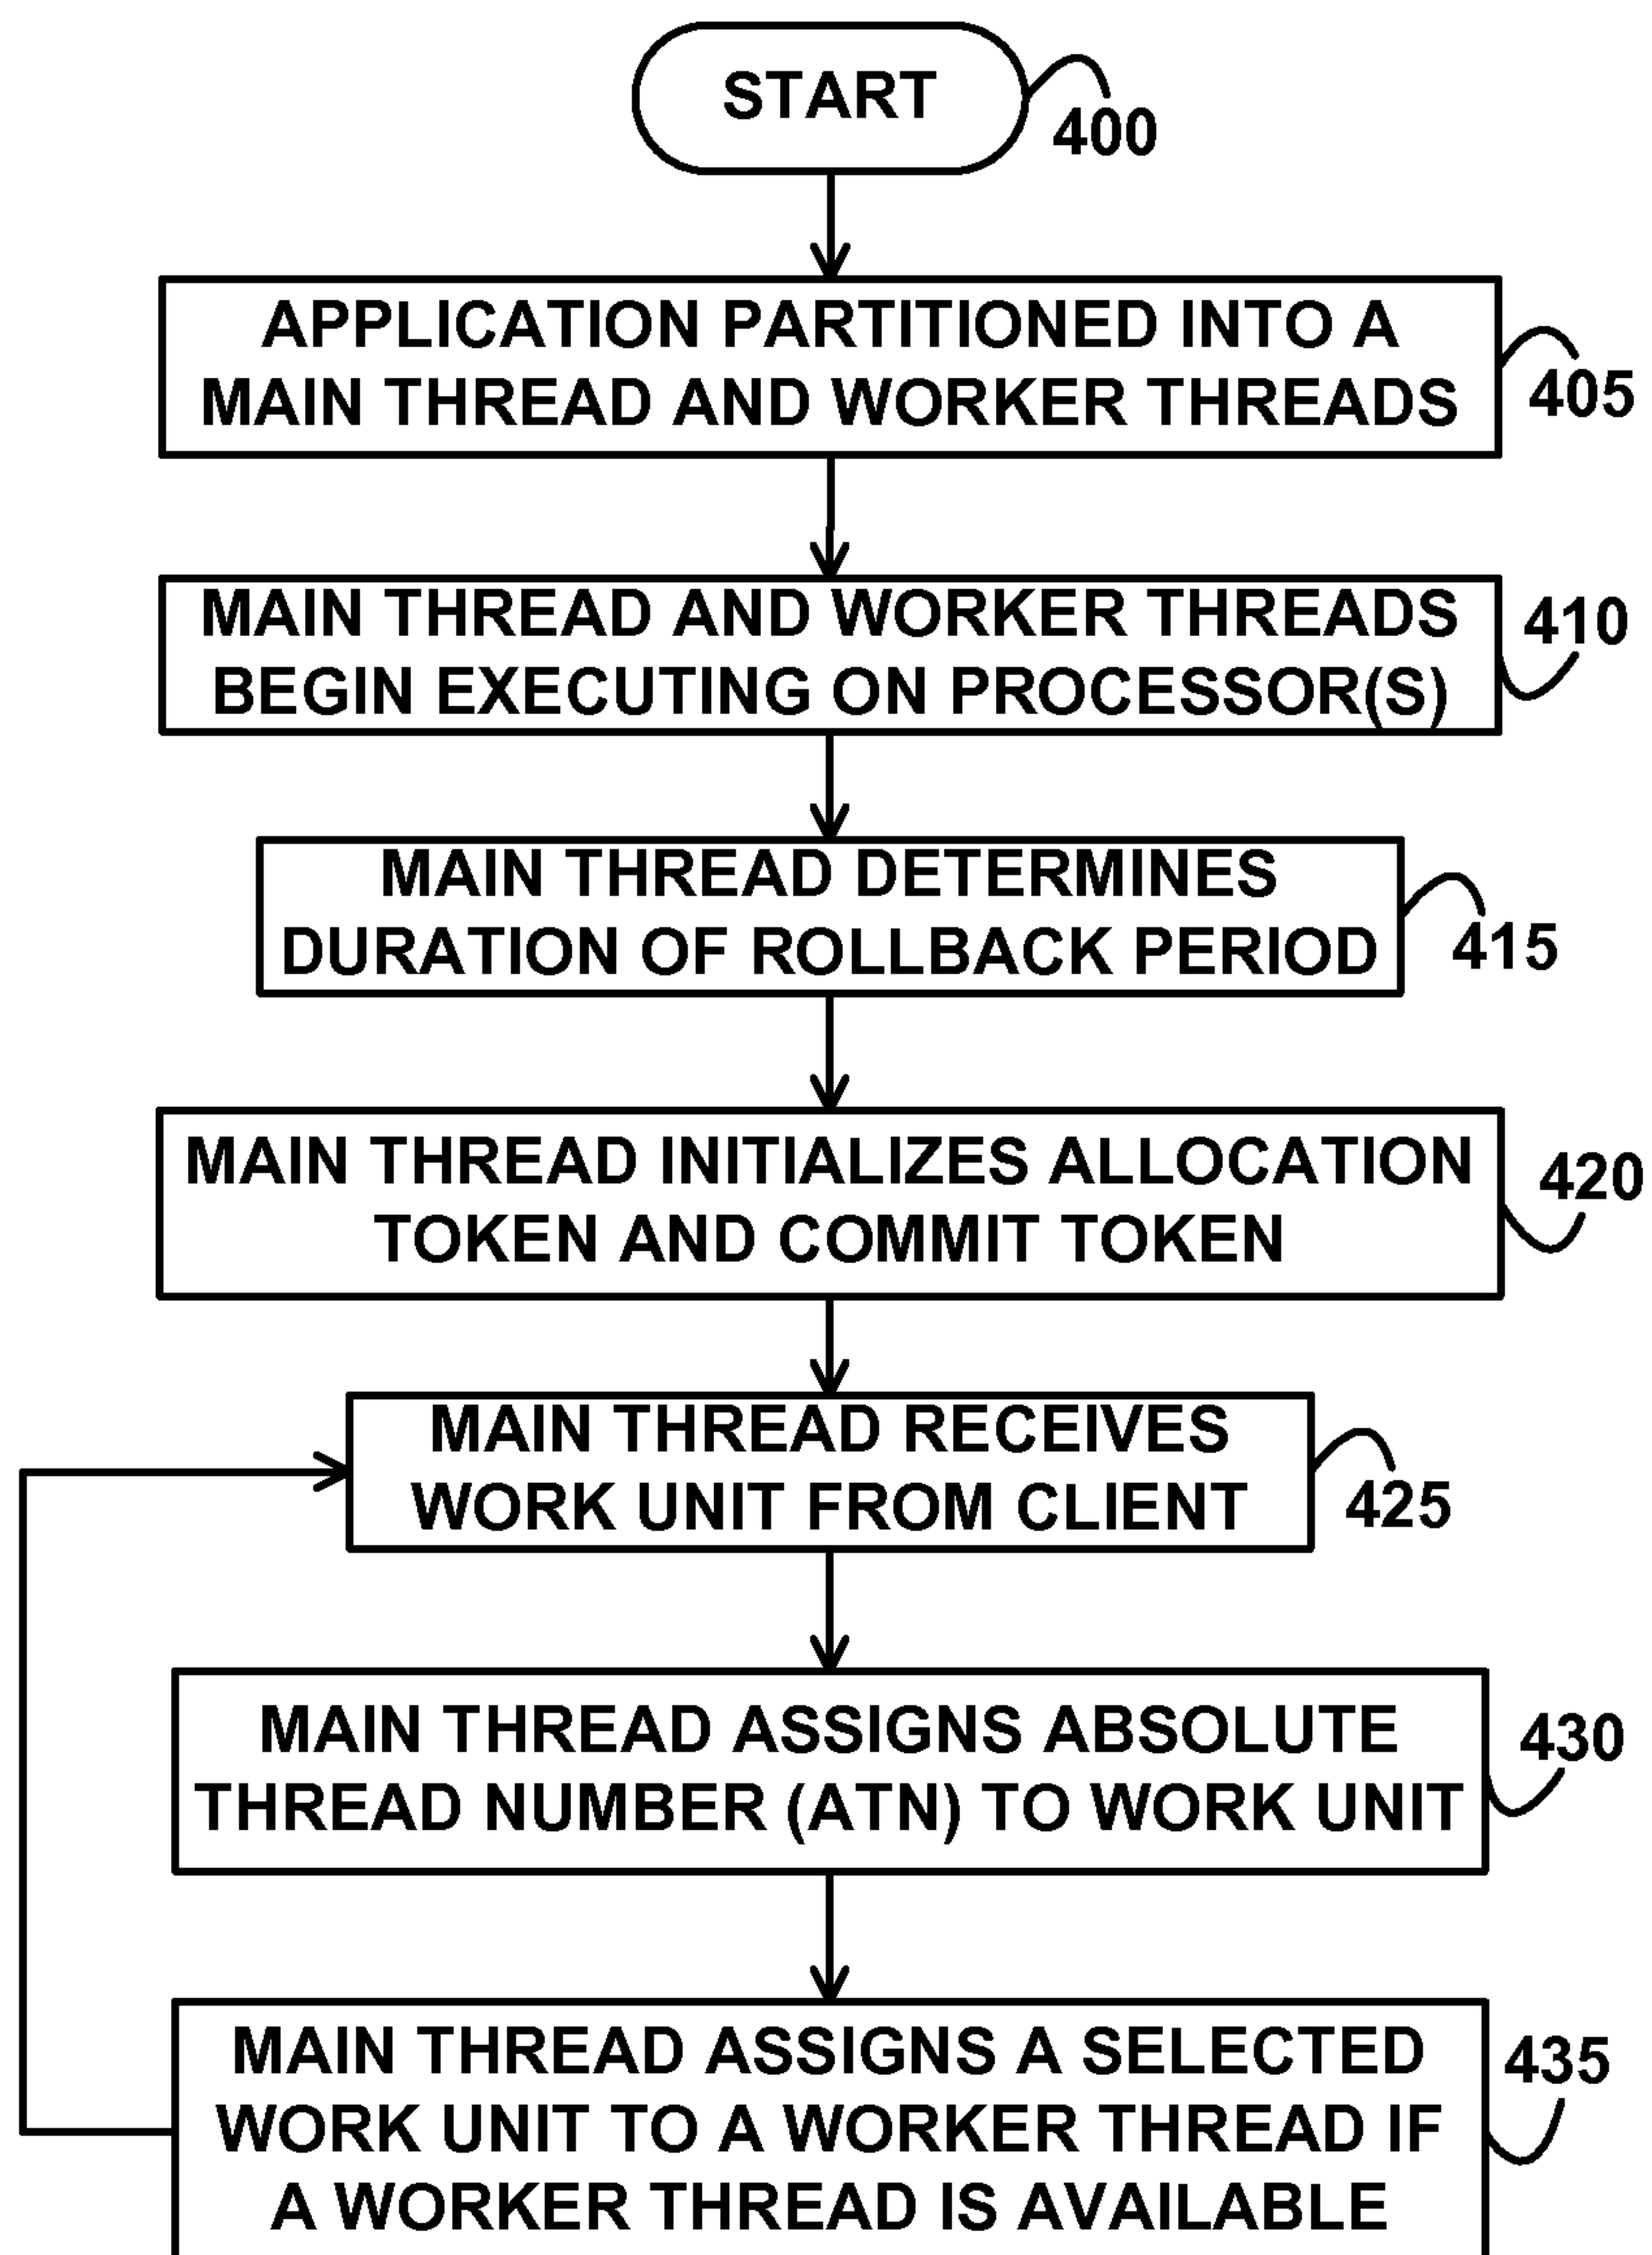 START
400
APPLICATION PARTITIONED INTO A
MAIN THREAD AND WORKER THREADS
405
MAIN THREAD AND WORKER THREADS
BEGIN EXECUTING ON PROCESSOR(S)
410
MAIN THREAD DETERMINES
DURATION OF ROLLBACK PERIOD
415
MAIN THREAD INITIALIZES ALLOCATION
TOKEN AND COMMIT TOKEN
420
MAIN THREAD RECEIVES
WORK UNIT FROM CLIENT
425
MAIN THREAD ASSIGNS ABSOLUTE
THREAD NUMBER (ATN) TO WORK UNIT
430
MAIN THREAD ASSIGNS A SELECTED
WORK UNIT TO A WORKER THREAD IF
A WORKER THREAD IS AVAILABLE
435